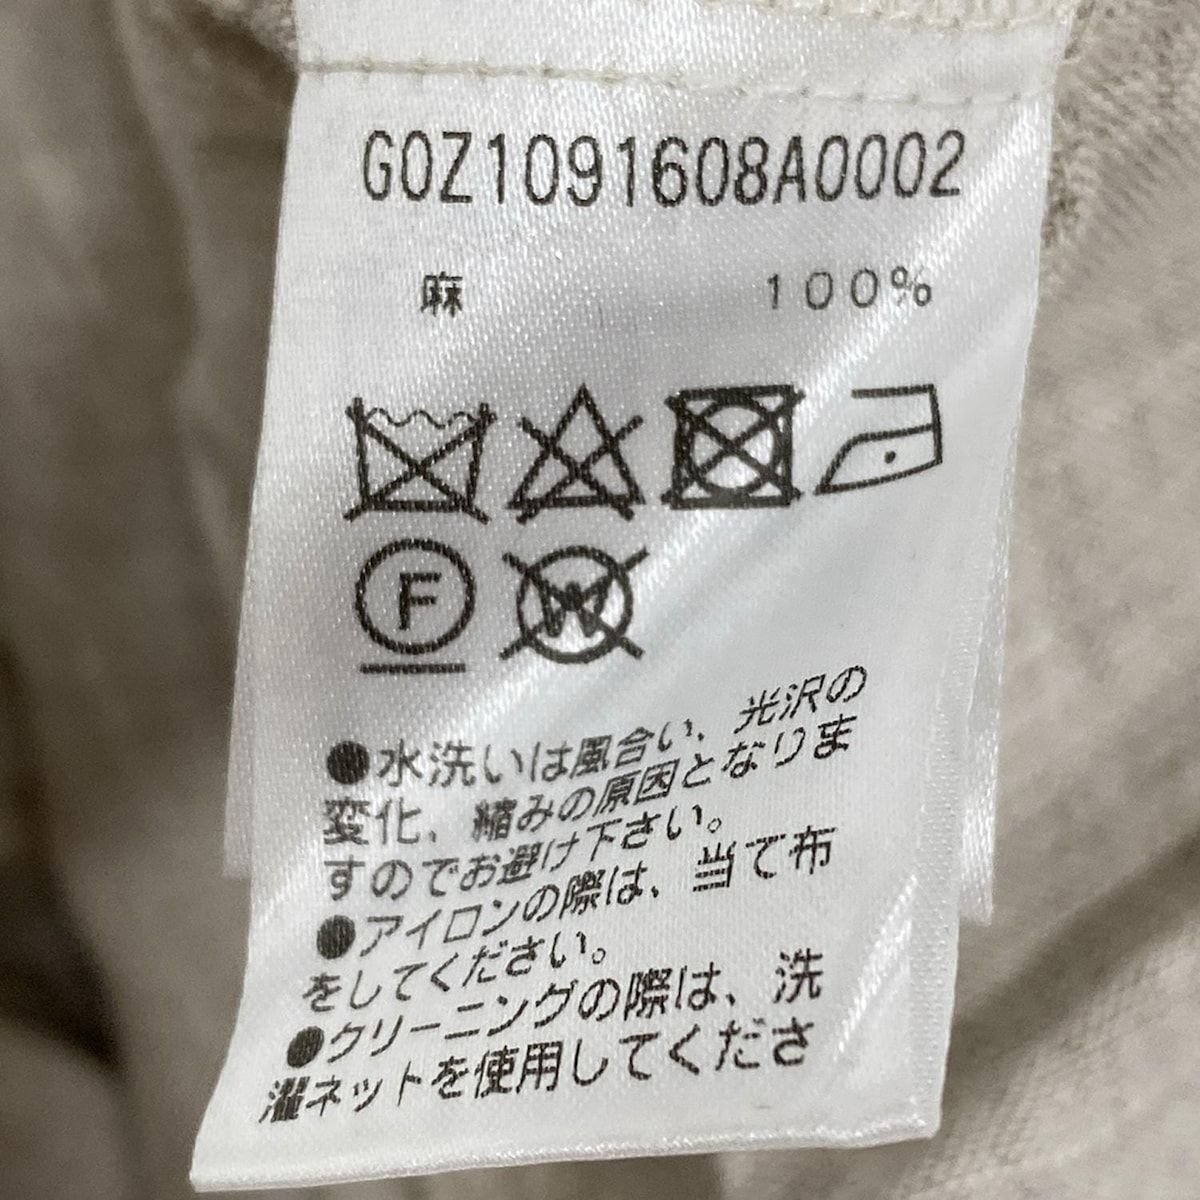 G0Z1091608A0002
麻 100%
F
W
●水洗いは風合い、光沢の
変化、縮みの原因となりま
すのでお避け下さい。
●アイロンの際は、当て布
をしてください。
●クリーニングの際は、洗
濯ネットを使用してくださ